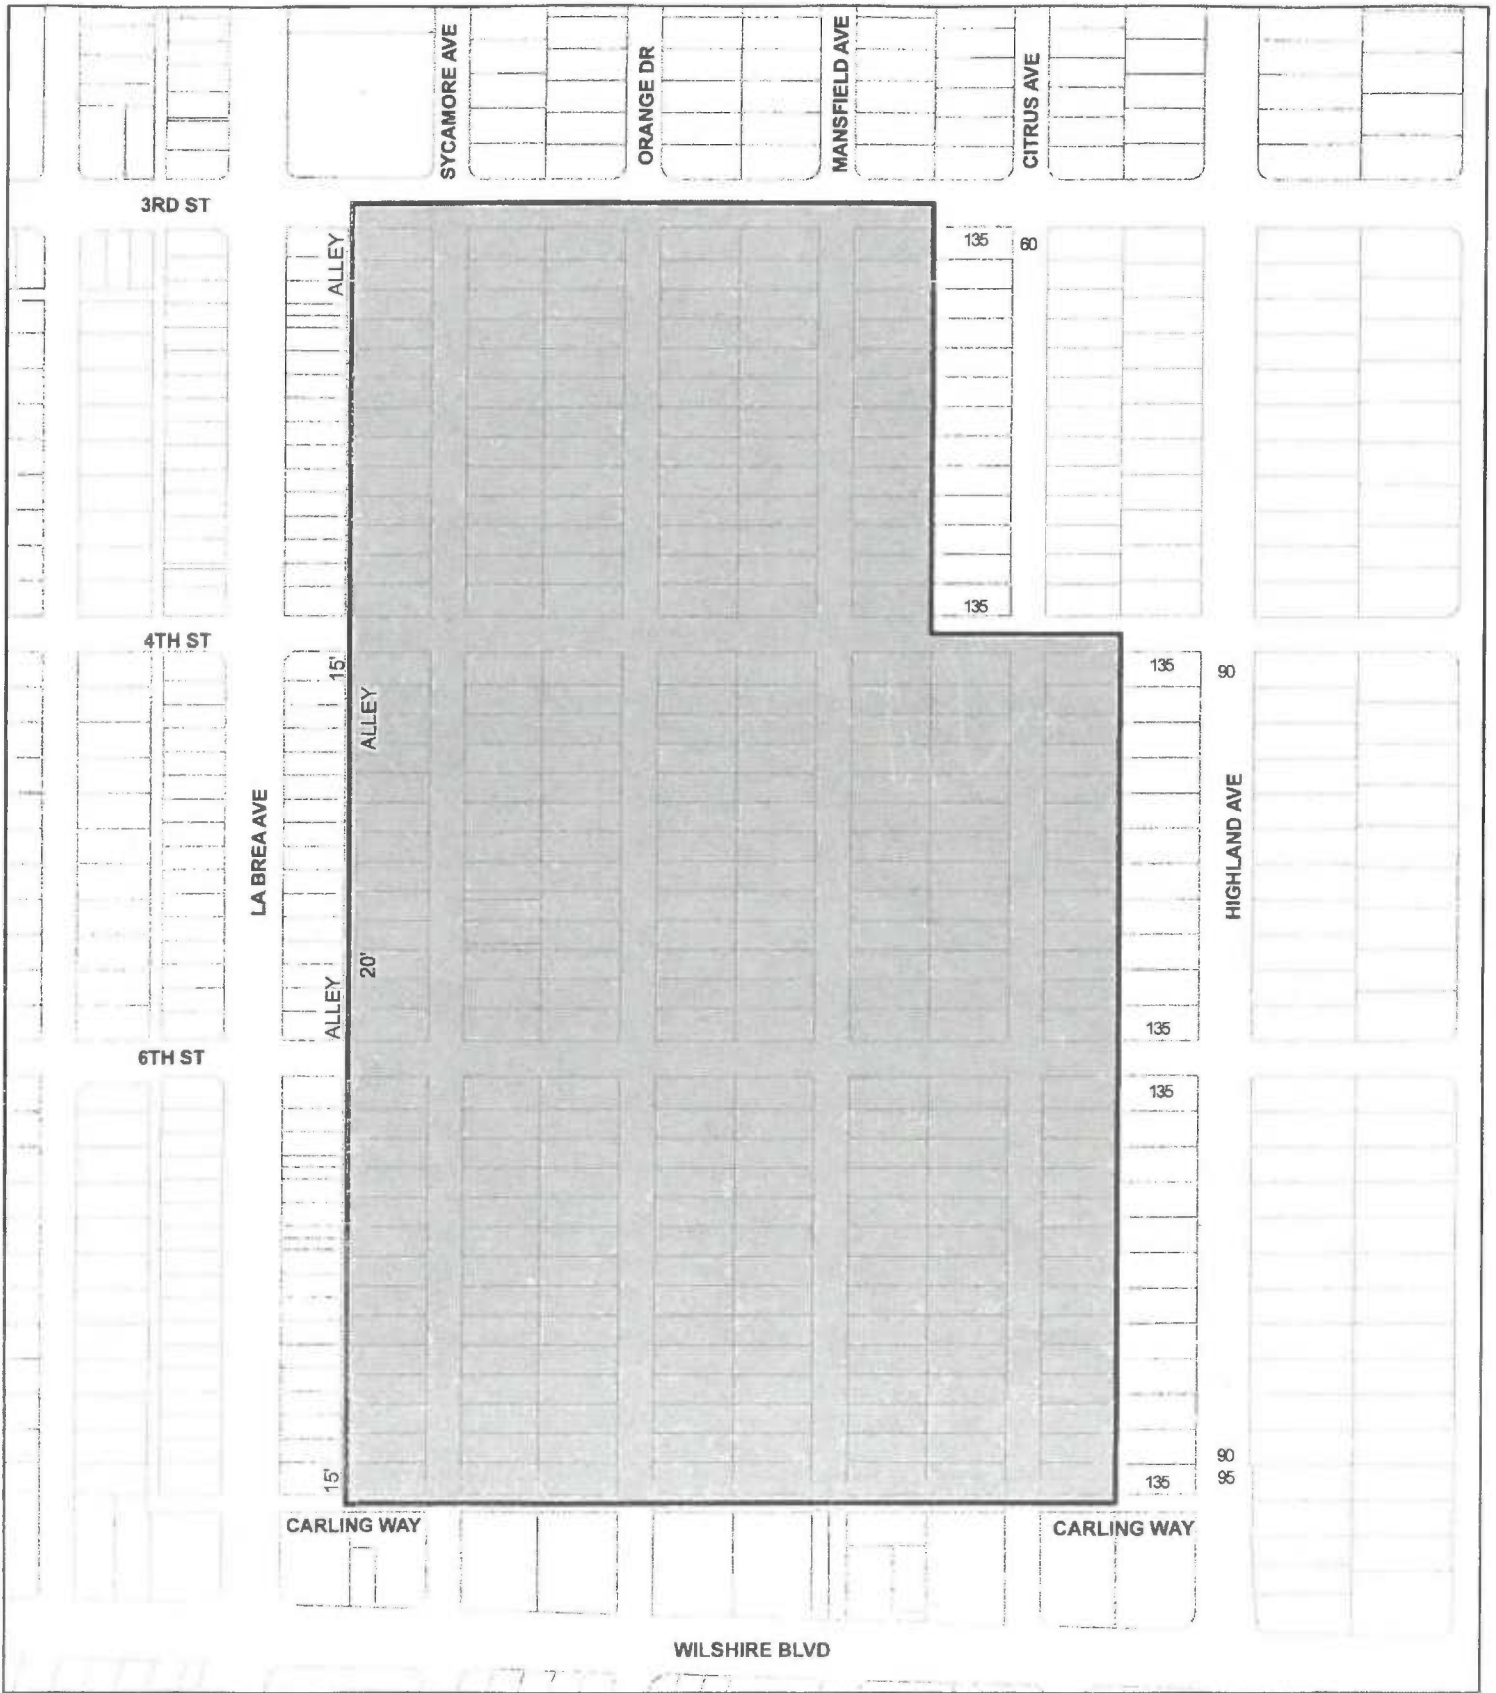 SYCAMORE AVE
ORANGE DR
MANSFIELD AVE
CITRUS AVE
3RD ST
ALLEY
135
60
135
4TH ST
15'
ALLEY
135
90
LA BREA AVE
HIGHLAND AVE
20'
ALLEY
135
6TH ST
135
15'
90
135
95
CARLING WAY
CARLING WAY
WILSHIRE BLVD